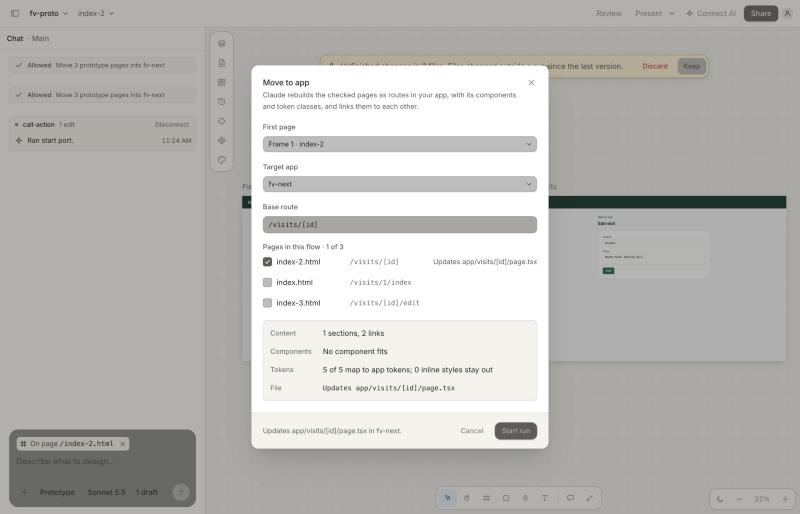 fv-proto
index-2
Review
Present
Connect AI
Share
Chat · Main
Allowed Move 3 prototype pages into fv-next
Allowed Move 3 prototype pages into fv-next
call-action 1 edit Disconnect
Ran start port. 11:24 AM
since the last version.
Discard
Keep
Move to app
Claude rebuilds the checked pages as routes in your app, with its components
and token classes, and links them to each other.
First page
Frame 1 · index-2
Target app
fv-next
Base route
/visits/[id]
Pages in this flow · 1 of 3
index-2.html /visits/[id] Updates app/visits/[id]/page.tsx
index.html /visits/1/index
index-3.html /visits/[id]/edit
Content 1 sections, 2 links
Components No component fits
Tokens 5 of 5 map to app tokens; 0 inline styles stay out
File Updates app/visits/[id]/page.tsx
Updates app/visits/[id]/page.tsx in fv-next.
Cancel
Start run
Edit visit
On page /index-2.html
Describe what to design...
Prototype
Sonnet 5.5
1 draft
32%